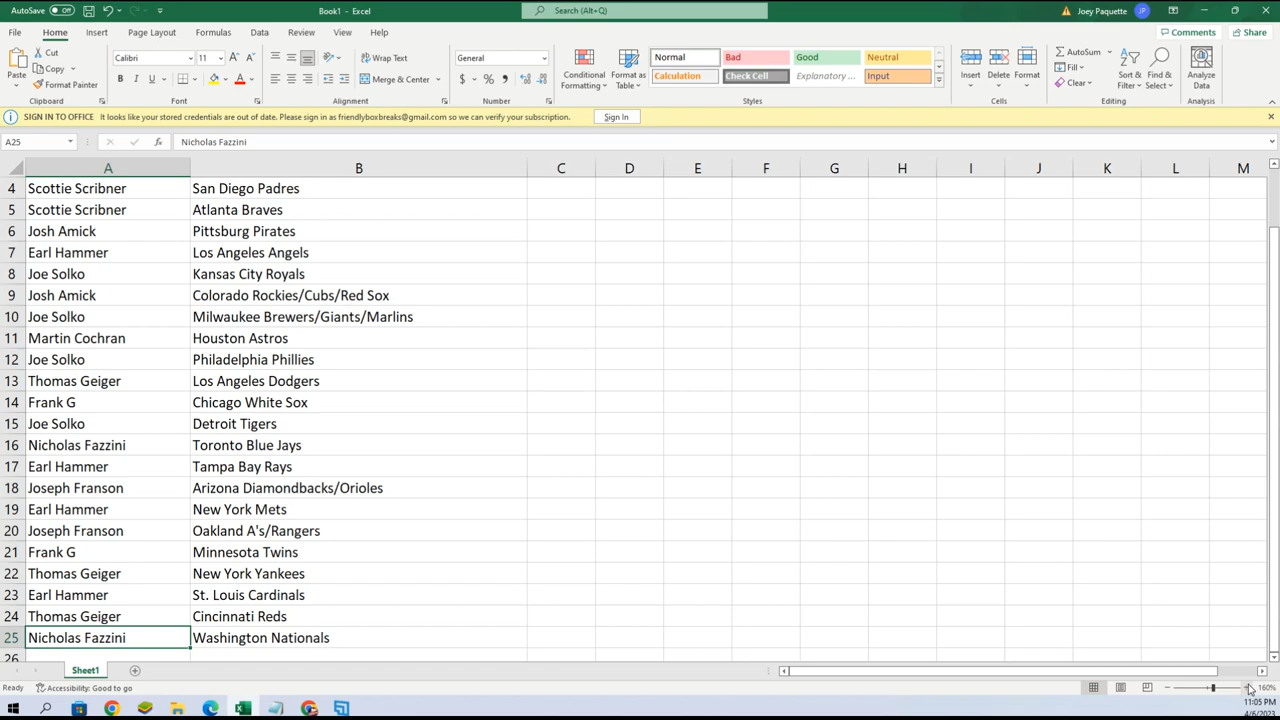 AutoSave Off Book1 - Excel Search (Alt+Q) Joey Paquette JP
File Home Insert Page Layout Formulas Data Review View Help Comments Share
Paste Cut Copy Format Painter Clipboard
Calibri 11 B I U Font
Wrap Text Merge & Center Alignment
General $ % , Number
Conditional Formatting Format as Table Normal Bad Good Neutral Calculation Check Cell Explanatory ... Input Styles
Insert Delete Format Cells
AutoSum Fill Clear Sort & Filter Find & Select Editing
Analyze Data Analysis
SIGN IN TO OFFICE It looks like your stored credentials are out of date. Please sign in as friendlyboxbreaks@gmail.com so we can verify your subscription. Sign In
A25 fx Nicholas Fazzini
A B C D E F G H I J K L M
4 Scottie Scribner San Diego Padres
5 Scottie Scribner Atlanta Braves
6 Josh Amick Pittsburg Pirates
7 Earl Hammer Los Angeles Angels
8 Joe Solko Kansas City Royals
9 Josh Amick Colorado Rockies/Cubs/Red Sox
10 Joe Solko Milwaukee Brewers/Giants/Marlins
11 Martin Cochran Houston Astros
12 Joe Solko Philadelphia Phillies
13 Thomas Geiger Los Angeles Dodgers
14 Frank G Chicago White Sox
15 Joe Solko Detroit Tigers
16 Nicholas Fazzini Toronto Blue Jays
17 Earl Hammer Tampa Bay Rays
18 Joseph Franson Arizona Diamondbacks/Orioles
19 Earl Hammer New York Mets
20 Joseph Franson Oakland A's/Rangers
21 Frank G Minnesota Twins
22 Thomas Geiger New York Yankees
23 Earl Hammer St. Louis Cardinals
24 Thomas Geiger Cincinnati Reds
25 Nicholas Fazzini Washington Nationals
26
Sheet1
Ready Accessibility: Good to go 160%
11:05 PM
4/6/2023